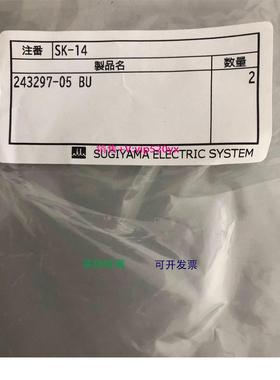 注番 SK-14
製品名 数量
243297-05 BU 2
SUGIYAMA ELECTRIC SYSTEM
可开发票